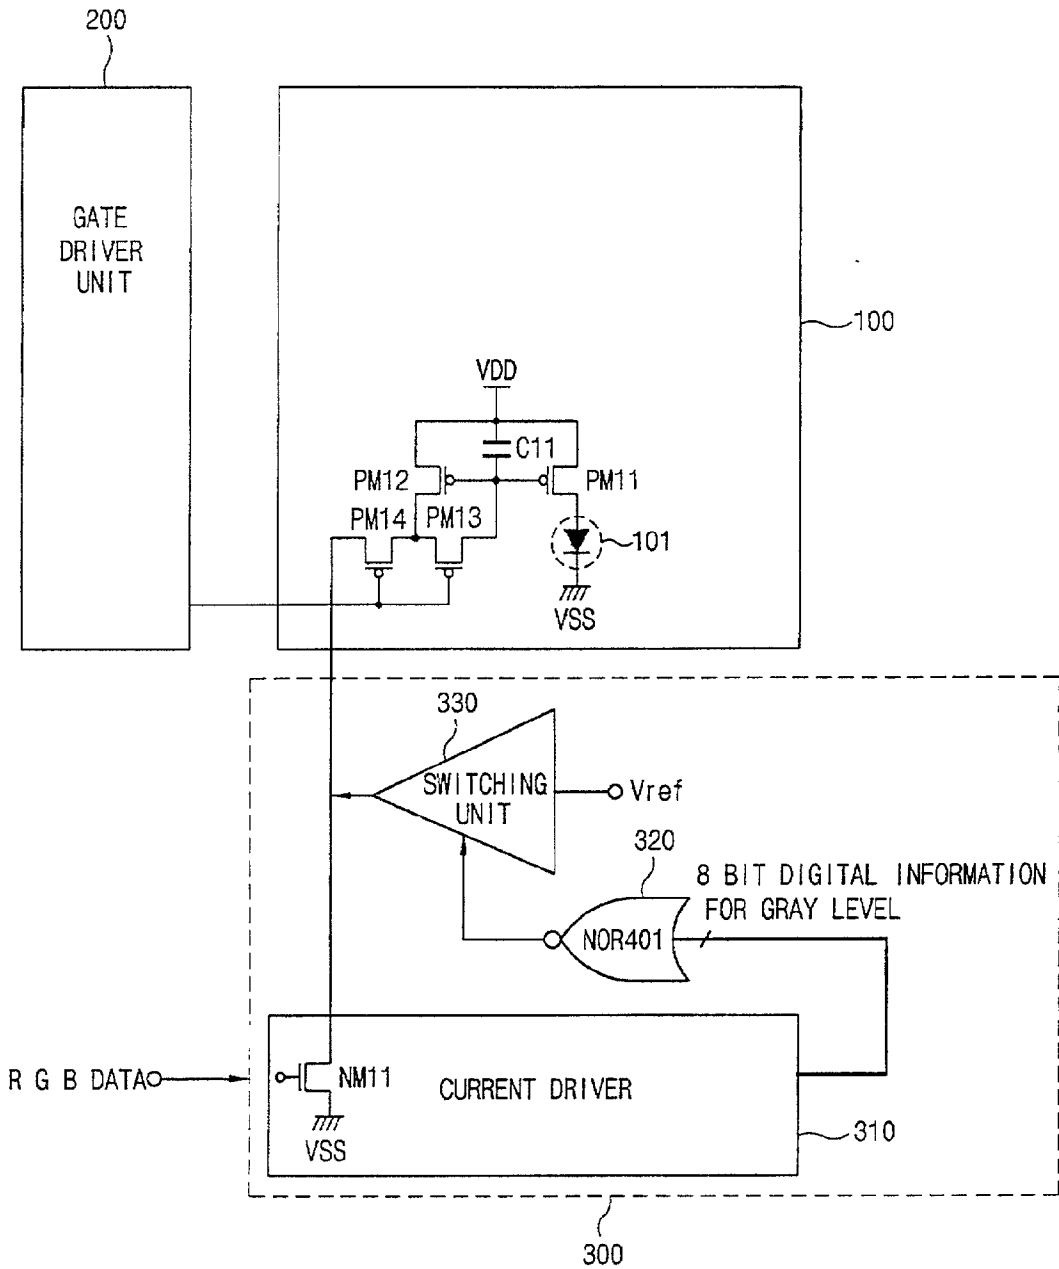 200
GATE
DRIVER
UNIT
100
VDD
C11
PM12
PM11
PM14
PM13
101
VSS
330
SWITCHING
UNIT
Vref
320
8 BIT DIGITAL INFORMATION
FOR GRAY LEVEL
NOR401
R G B DATA
NM11
CURRENT DRIVER
VSS
310
300